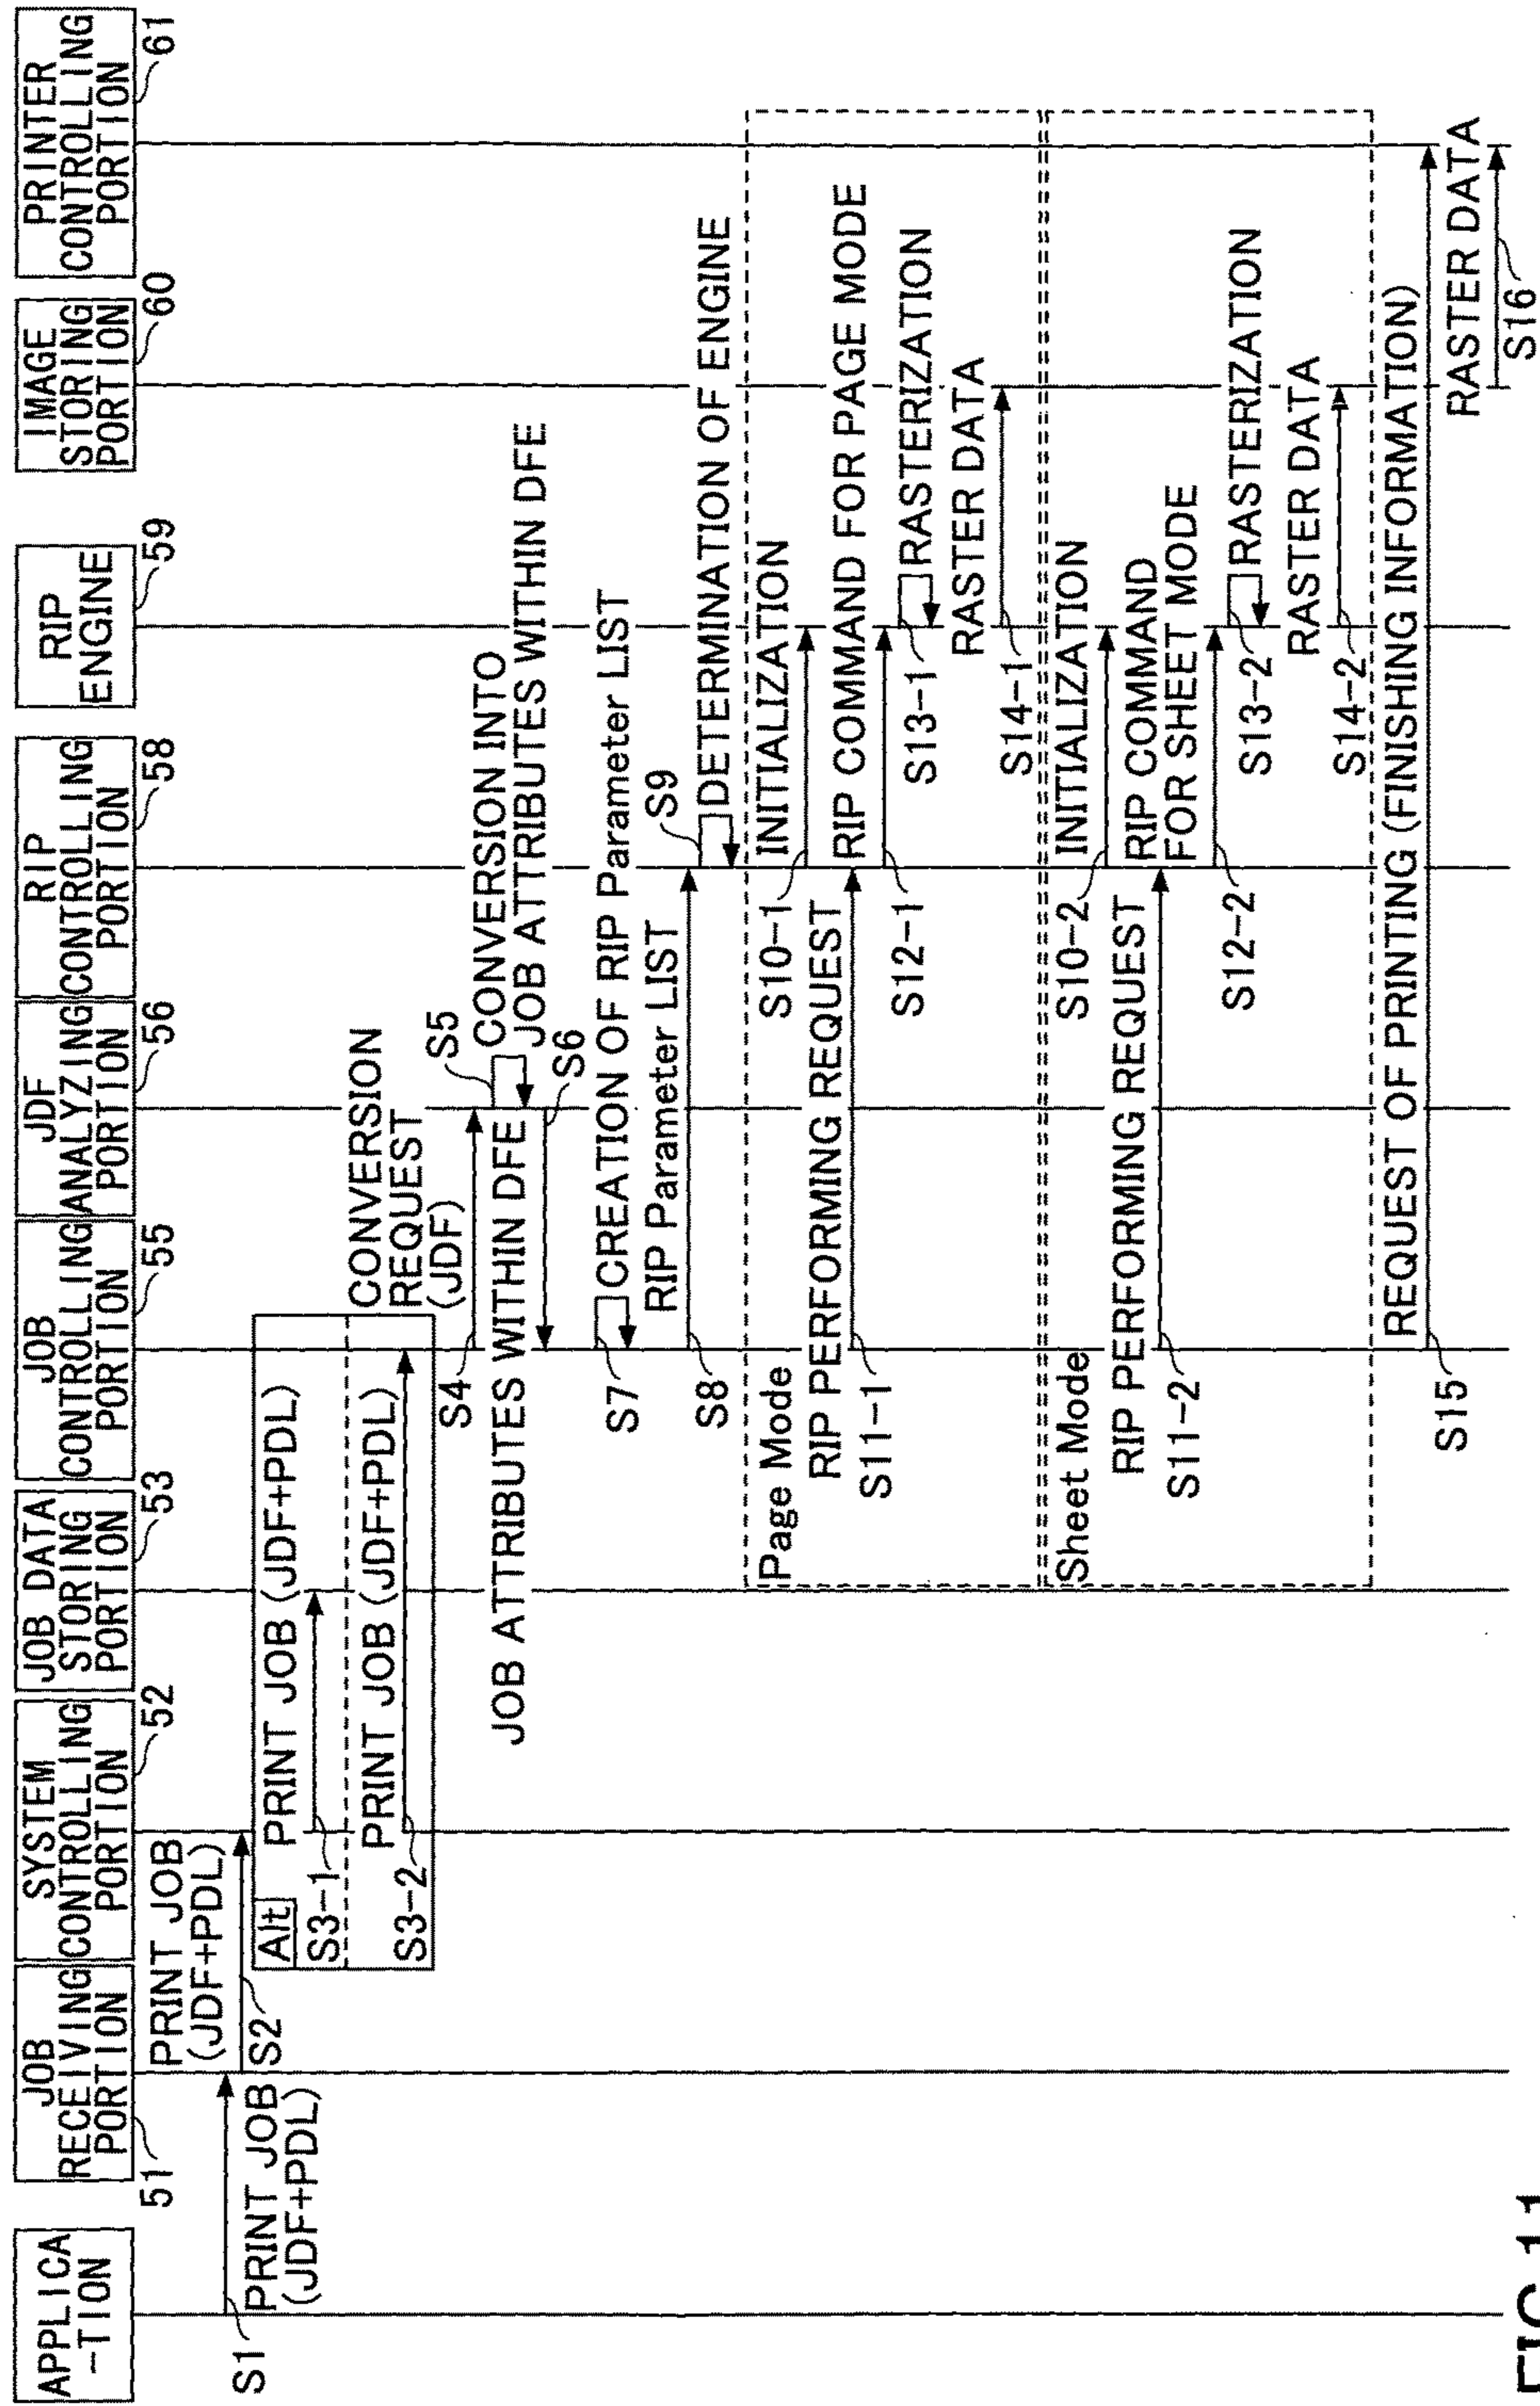 APPLICA
-TION
JOB
RECEIVING
PORTION
51
SYSTEM
CONTROLLING
PORTION
52
JOB DATA
STORING
PORTION
53
JOB
CONTROLLING
PORTION
55
JDF
ANALYZING
PORTION
56
RIP
CONTROLLING
PORTION
58
RIP
ENGINE
59
IMAGE
STORING
PORTION
60
PRINTER
CONTROLLING
PORTION
61
S1
PRINT JOB
(JDF+PDL)
PRINT JOB
(JDF+PDL)
S2
Alt
PRINT JOB (JDF+PDL)
S3-1
PRINT JOB (JDF+PDL)
S3-2
CONVERSION
REQUEST
(JDF)
S4
S5
CONVERSION INTO
JOB ATTRIBUTES WITHIN DFE
JOB ATTRIBUTES WITHIN DFE
S6
CREATION OF RIP Parameter LIST
S7
RIP Parameter LIST
S8
S9
DETERMINATION OF ENGINE
Page Mode
INITIALIZATION
S10-1
RIP PERFORMING REQUEST
S11-1
RIP COMMAND FOR PAGE MODE
S12-1
RASTERIZATION
S13-1
RASTER DATA
S14-1
Sheet Mode
INITIALIZATION
S10-2
RIP PERFORMING REQUEST
S11-2
RIP COMMAND
FOR SHEET MODE
S12-2
RASTERIZATION
S13-2
RASTER DATA
S14-2
REQUEST OF PRINTING (FINISHING INFORMATION)
S15
RASTER DATA
S16
FIG.11